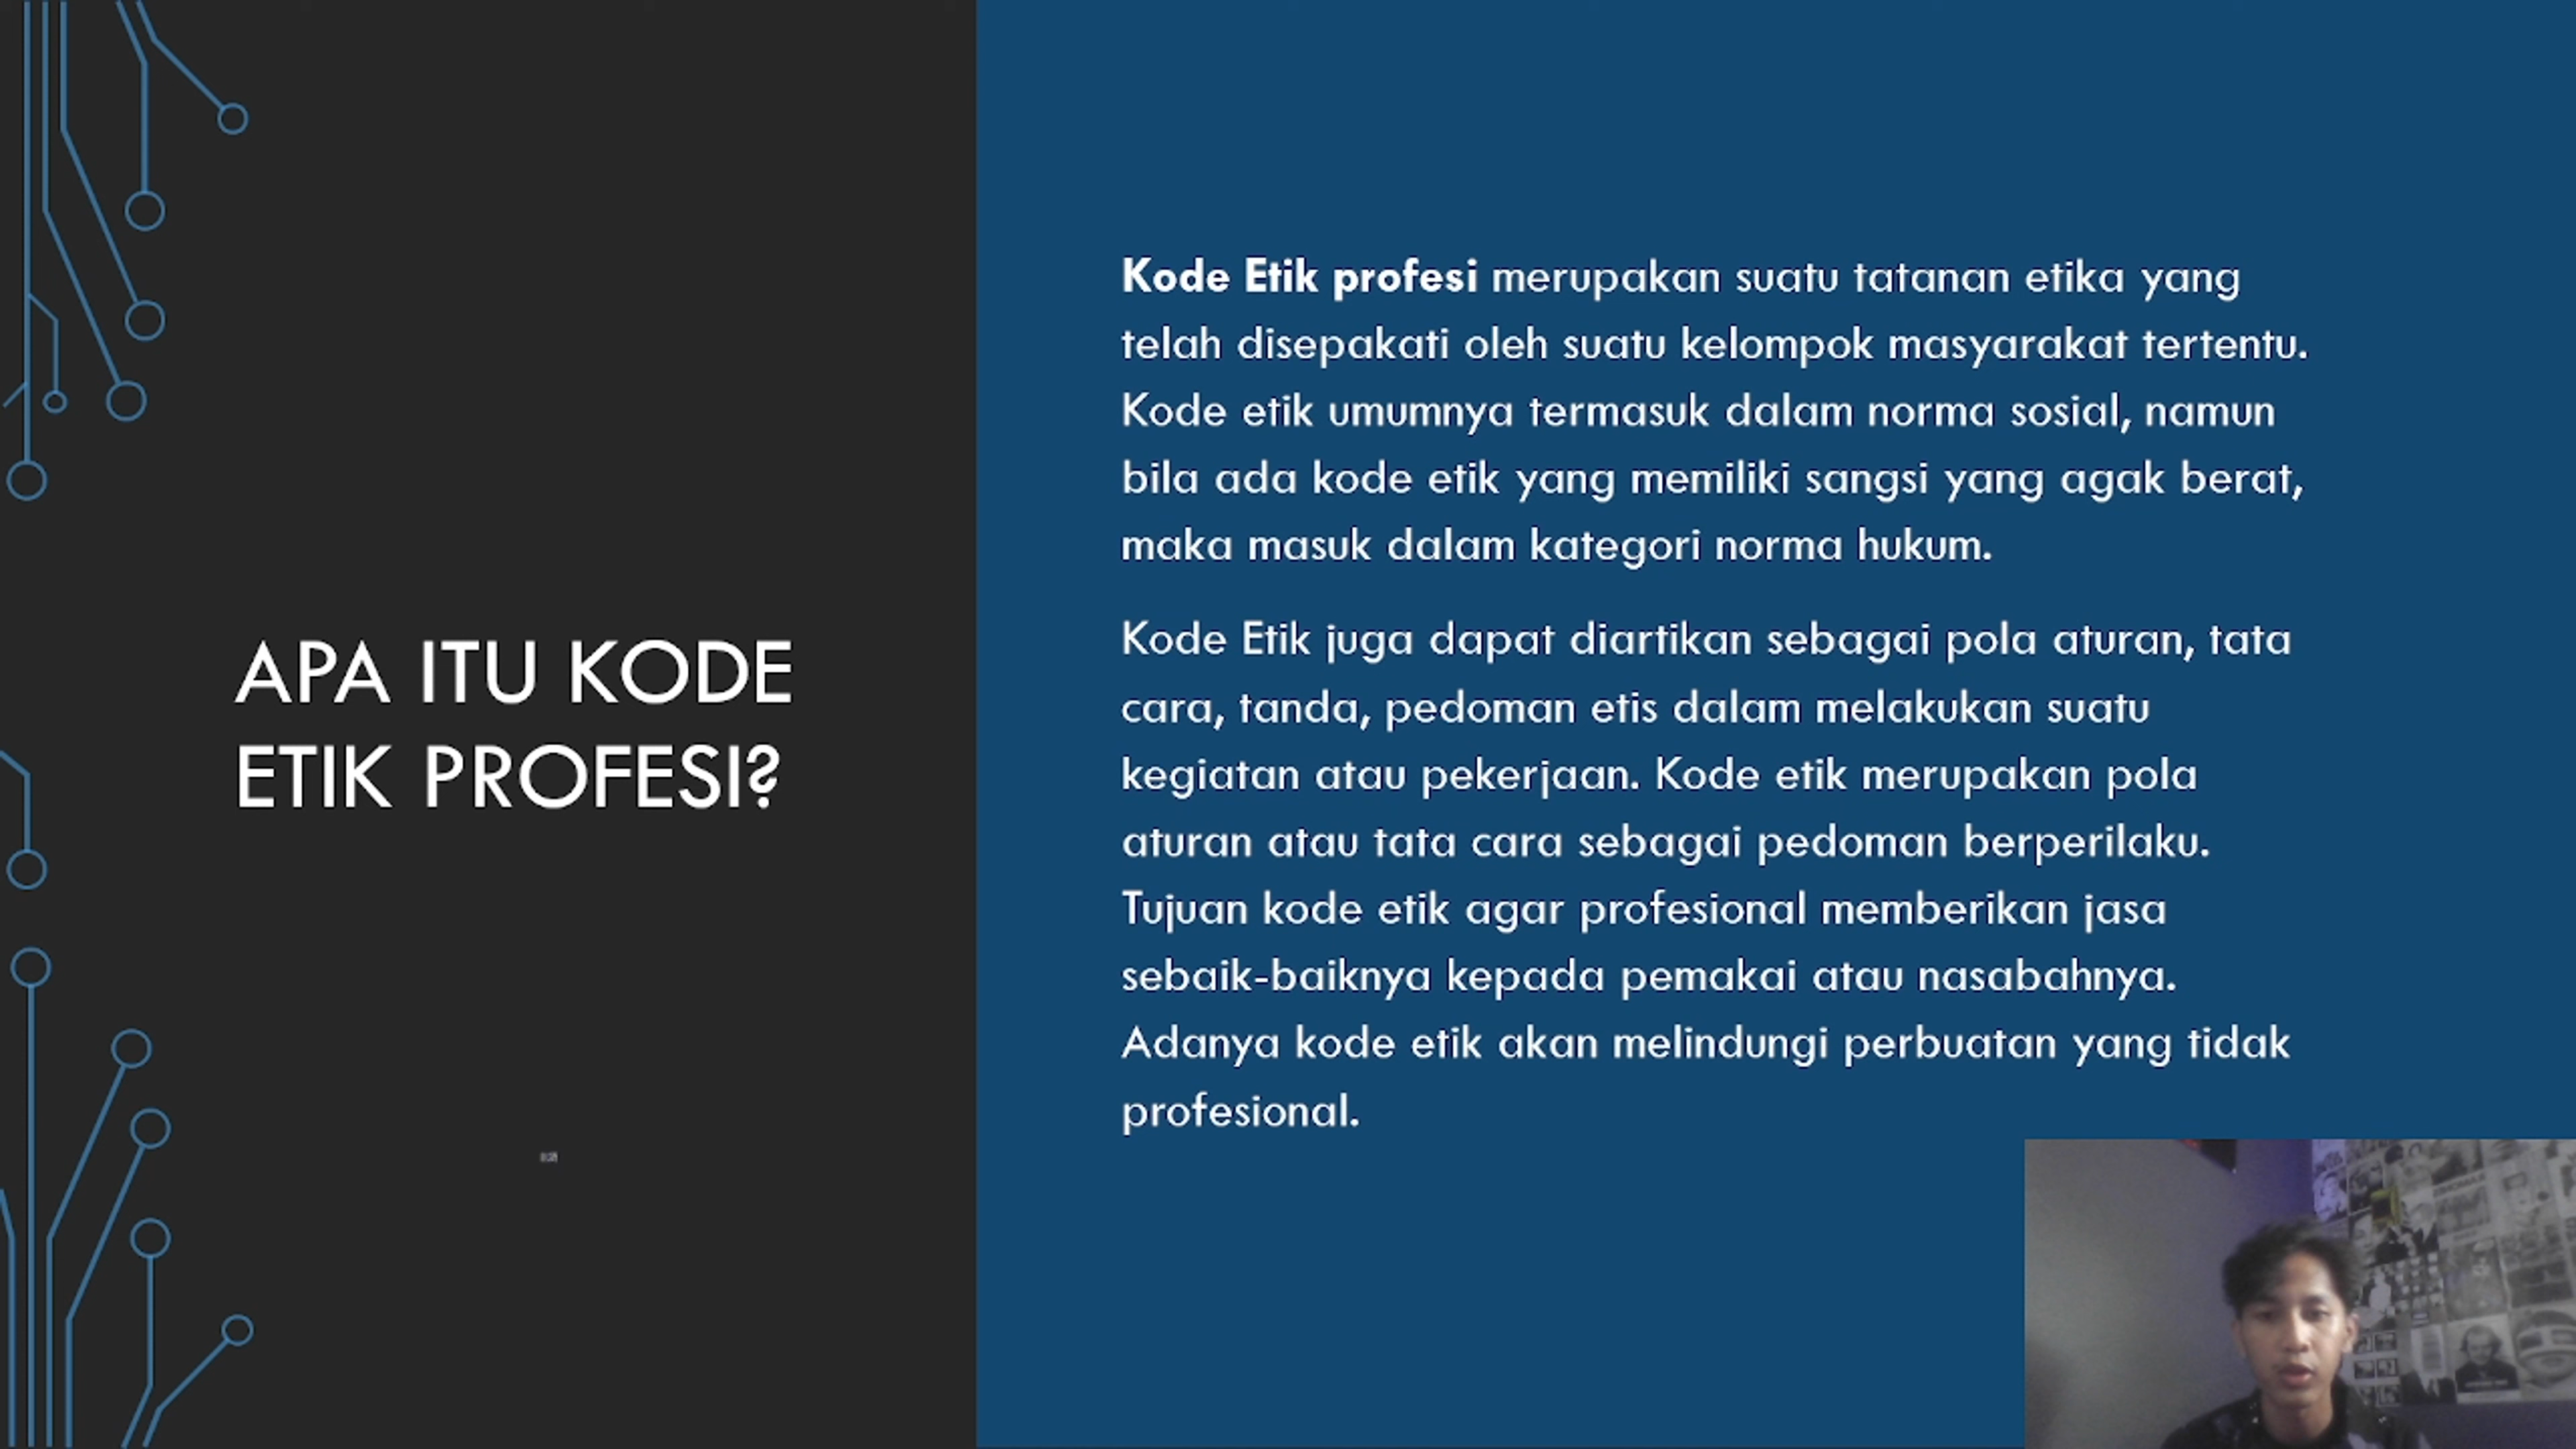 APA ITU KODE
ETIK PROFESI?
Kode Etik profesi merupakan suatu tatanan etika yang
telah disepakati oleh suatu kelompok masyarakat tertentu.
Kode etik umumnya termasuk dalam norma sosial, namun
bila ada kode etik yang memiliki sangsi yang agak berat,
maka masuk dalam kategori norma hukum.
Kode Etik juga dapat diartikan sebagai pola aturan, tata
cara, tanda, pedoman etis dalam melakukan suatu
kegiatan atau pekerjaan. Kode etik merupakan pola
aturan atau tata cara sebagai pedoman berperilaku.
Tujuan kode etik agar profesional memberikan jasa
sebaik-baiknya kepada pemakai atau nasabahnya.
Adanya kode etik akan melindungi perbuatan yang tidak
profesional.